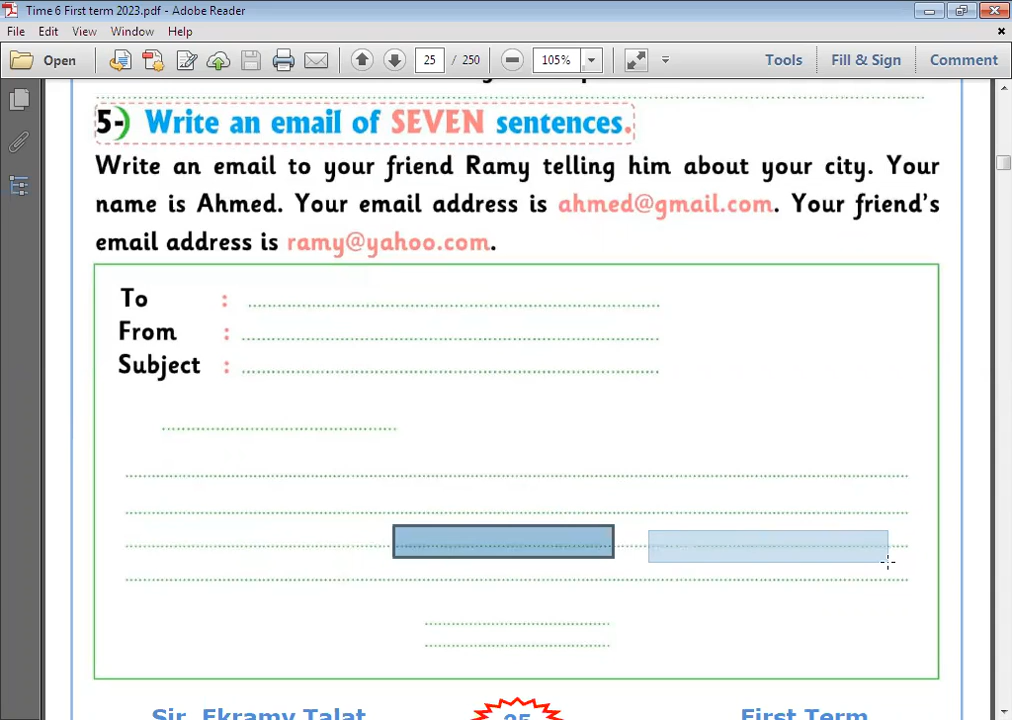 Time 6 First term 2023.pdf - Adobe Reader
File Edit View Window Help
Open 25 / 250 105% Tools Fill & Sign Comment
5-) Write an email of SEVEN sentences.
Write an email to your friend Ramy telling him about your city. Your
name is Ahmed. Your email address is ahmed@gmail.com. Your friend's
email address is ramy@yahoo.com.
To :
From :
Subject :
Sir. Ekramy Talat 25 First Term